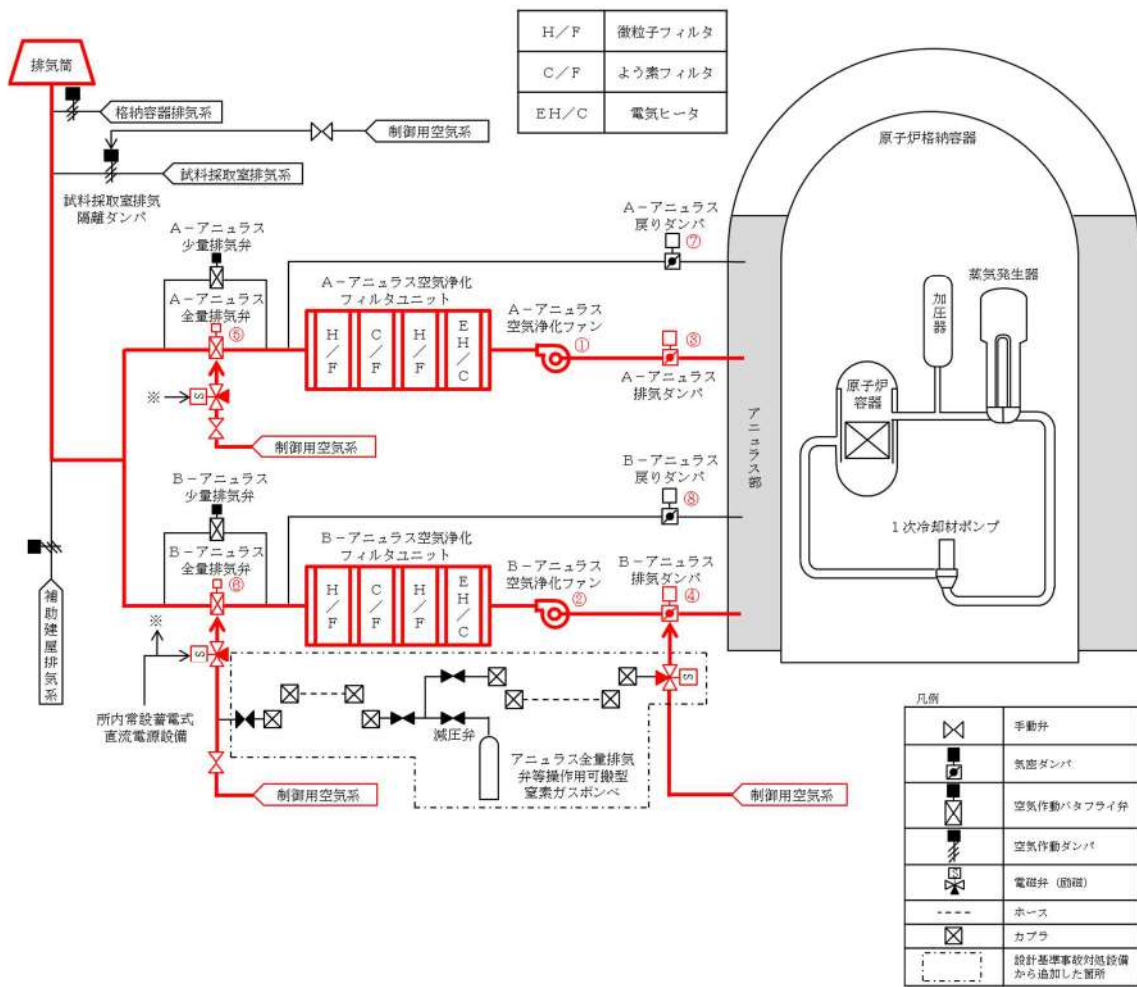 H/F 微粒子フィルタ
C/F よう素フィルタ
EH/C 電気ヒータ
排気筒
格納容器排気系
制御用空気系
試料採取室排気系
試料採取室排気
隔離ダンパ
原子炉格納容器
A-アニュラス
少量排気弁
A-アニュラス
全量排気弁
⑤
A-アニュラス空気浄化
フィルタユニット
H/F
C/F
H/F
EH/C
A-アニュラス
空気浄化ファン
①
A-アニュラス
戻りダンパ
⑦
③
A-アニュラス
排気ダンパ
※
S
制御用空気系
蒸気発生器
加圧器
原子炉
容器
1次冷却材ポンプ
アニュラス部
B-アニュラス
少量排気弁
B-アニュラス
全量排気弁
⑥
B-アニュラス空気浄化
フィルタユニット
H/F
C/F
H/F
EH/C
B-アニュラス
空気浄化ファン
②
B-アニュラス
戻りダンパ
⑧
B-アニュラス
排気ダンパ
④
補助建屋排気系
※
S
S
所内常設蓄電式
直流電源設備
減圧弁
アニュラス全量排気
弁等操作用可搬型
窒素ガスボンベ
制御用空気系
制御用空気系
凡例
手動弁
気密ダンパ
空気作動バタフライ弁
空気作動ダンパ
S
電磁弁(励磁)
ホース
カプラ
設計基準事故対処設備
から追加した箇所